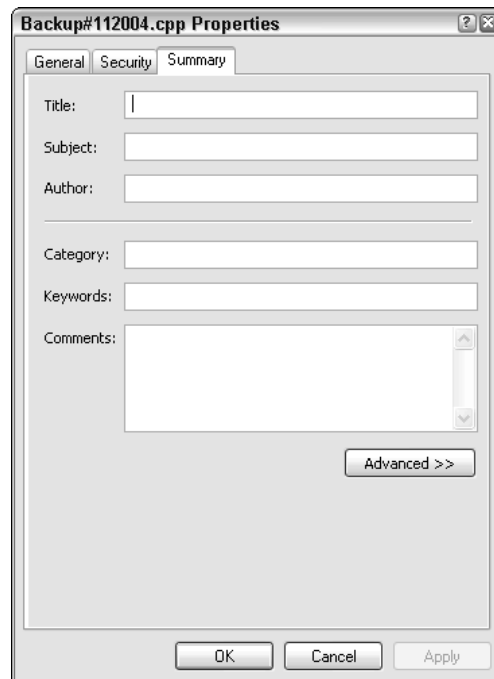 Backup#112004.cpp Properties
General Security Summary
Title:
Subject:
Author:
Category:
Keywords:
Comments:
Advanced >>
OK Cancel Apply